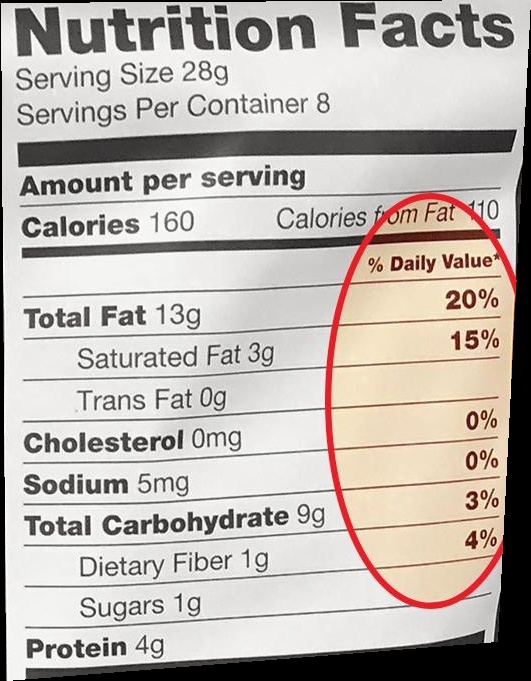 Nutrition Facts
Serving Size 28g
Servings Per Container 8
Amount per serving
Calories 160 Calories from Fat 110
% Daily Value*
Total Fat 13g 20%
Saturated Fat 3g 15%
Trans Fat 0g
Cholesterol 0mg 0%
Sodium 5mg 0%
Total Carbohydrate 9g 3%
Dietary Fiber 1g 4%
Sugars 1g
Protein 4g